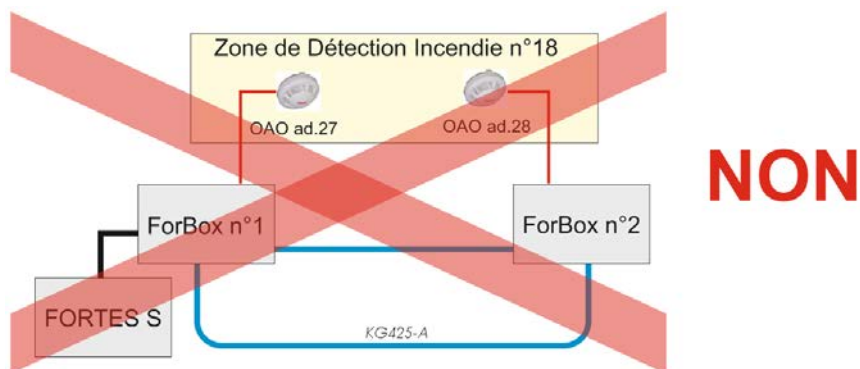 Zone de Détection Incendie n°18
OAO ad.27
OAO ad.28
NON
ForBox n°1
ForBox n°2
FORTES S
KG425-A